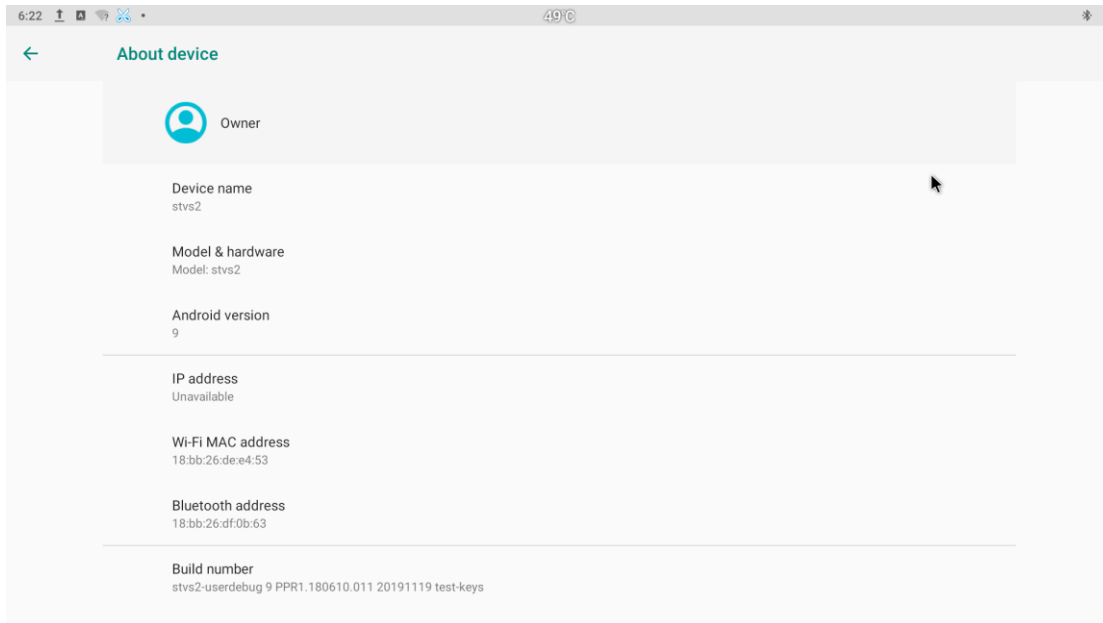 6:22
49°C
About device
Owner
Device name
stvs2
Model & hardware
Model: stvs2
Android version
9
IP address
Unavailable
Wi-Fi MAC address
18:bb:26:de:e4:53
Bluetooth address
18:bb:26:df:0b:63
Build number
stvs2-userdebug 9 PPR1.180610.011 20191119 test-keys